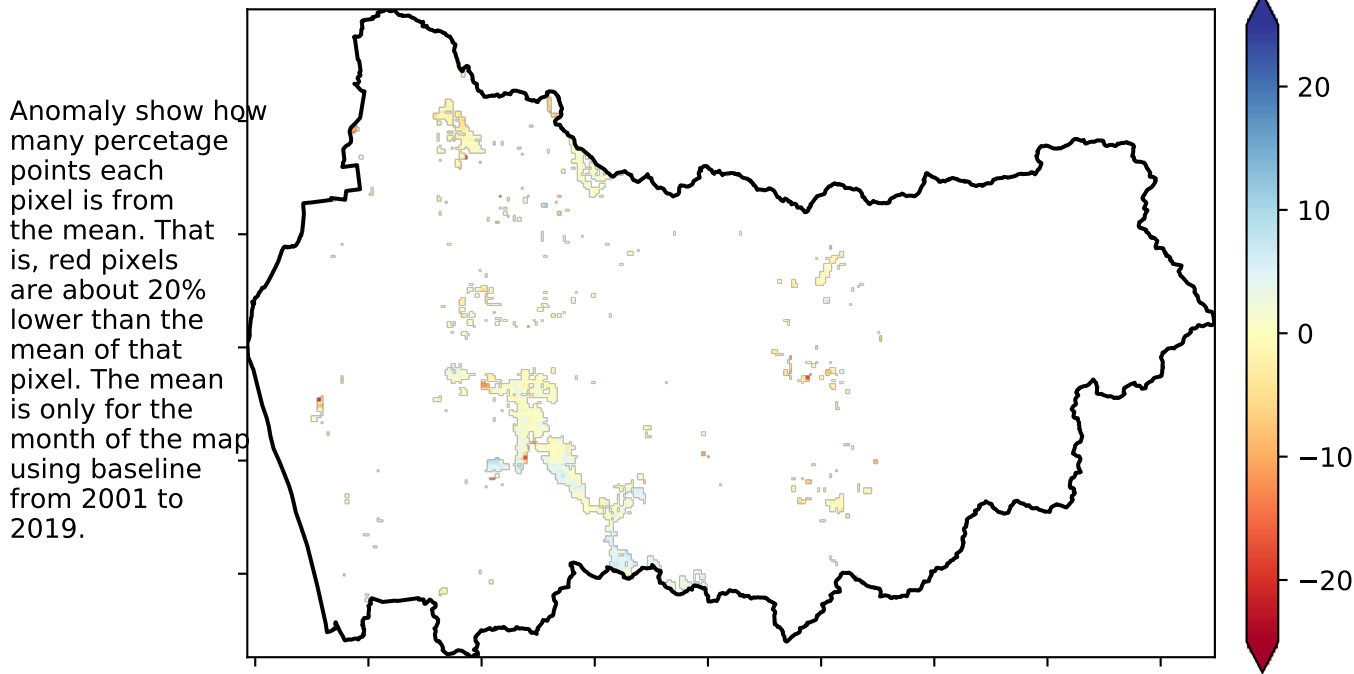 Anomaly show how
many percetage
points each
pixel is from
the mean. That
is, red pixels
are about 20%
lower than the
mean of that
pixel. The mean
is only for the
month of the map
using baseline
from 2001 to
2019.
20
10
0
−10
−20